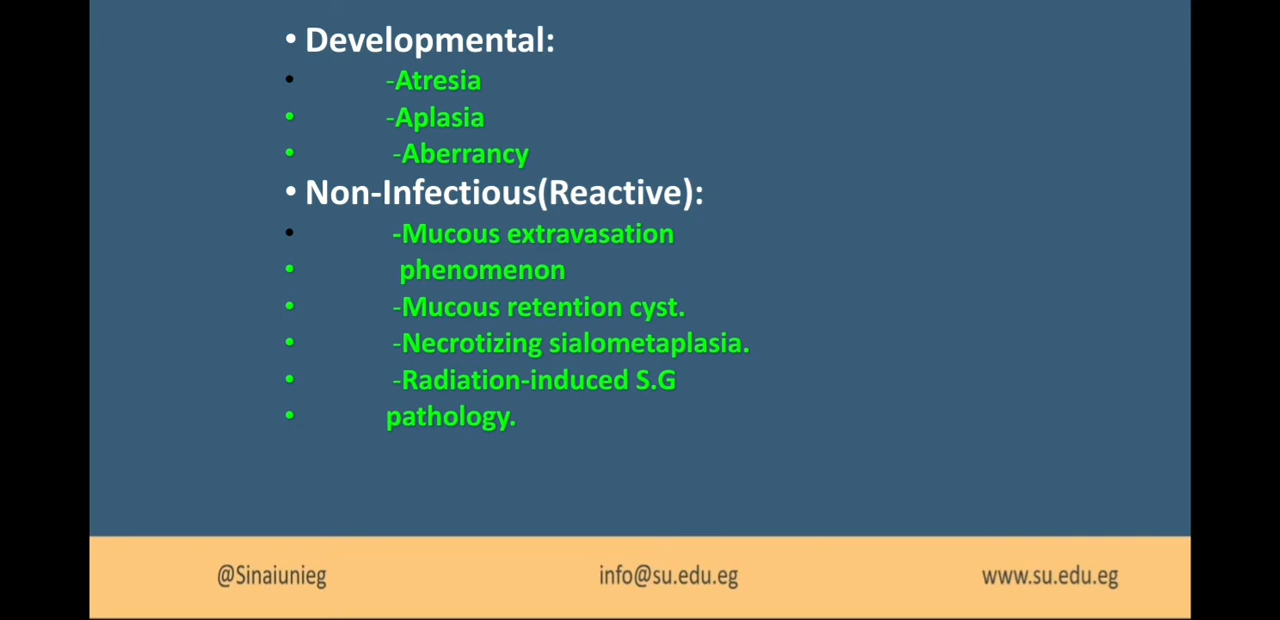 • Developmental:
• -Atresia
• -Aplasia
• -Aberrancy
• Non-Infectious(Reactive):
• -Mucous extravasation
• phenomenon
• -Mucous retention cyst.
• -Necrotizing sialometaplasia.
• -Radiation-induced S.G
• pathology.
@Sinaiunieg info@su.edu.eg www.su.edu.eg